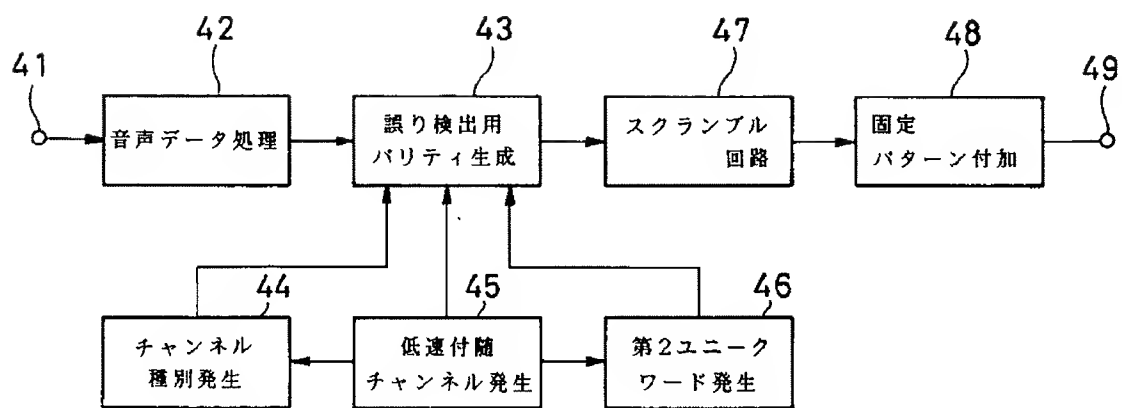 41
42
43
47
48
49
音声データ処理
誤り検出用
パリティ生成
スクランブル
回路
固定
パターン付加
44
45
46
チャンネル
種別発生
低速付随
チャンネル発生
第2ユニーク
ワード発生